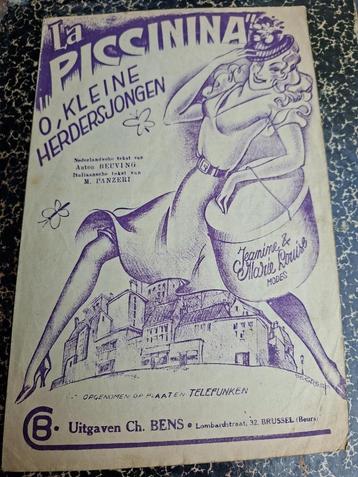 La
PICCININA"
O, KLEINE
HERDERSJONGEN
Nederlandsche tekst van
Anton BEUVING
Italiaansche tekst van
M. PANZERI
Jeanine &
Marie Louise
MODES
OPGENOMEN OP PLAATEN TELEFUNKEN
CB. Uitgaven Ch. BENS • Lombardstraat, 32, BRUSSEL (Beurs)